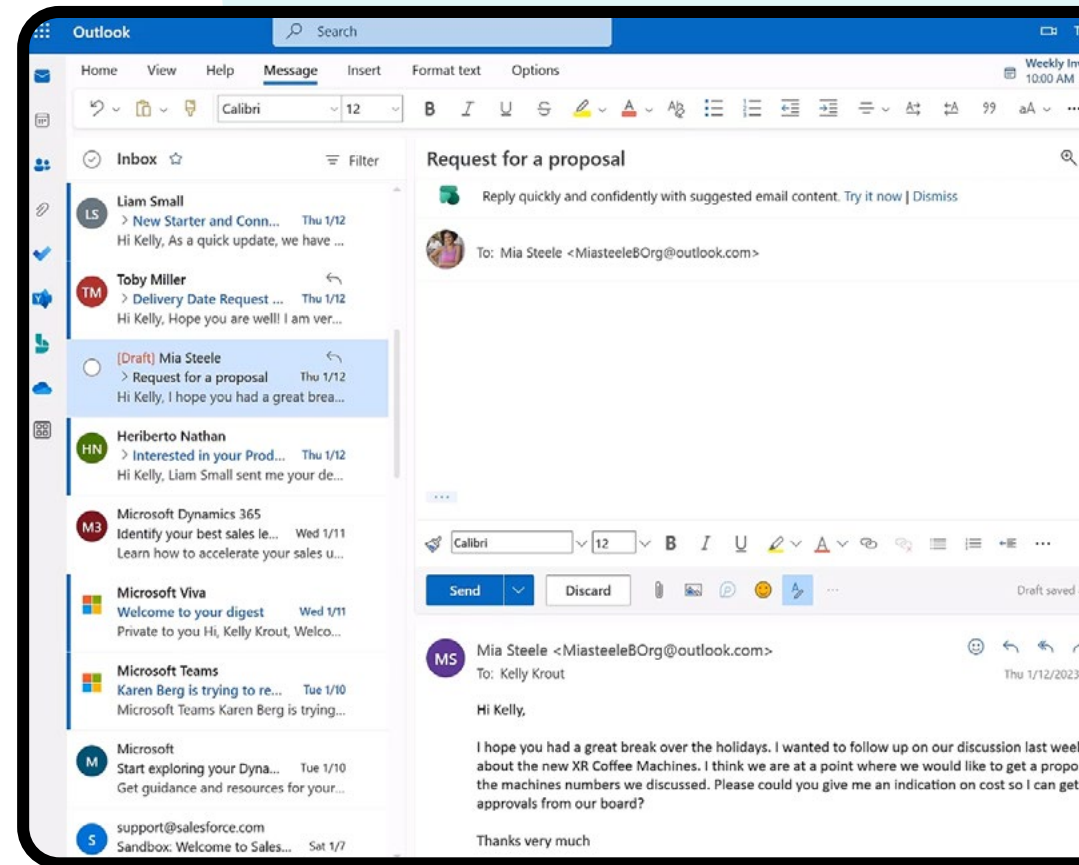 Outlook
Search
Home View Help Message Insert Format text Options
Weekly
10:00 AM
Calibri 12 B I U S A Ab 99 aA ...
Inbox Filter
LS
Liam Small
> New Starter and Conn... Thu 1/12
Hi Kelly, As a quick update, we have ...
TM
Toby Miller
> Delivery Date Request ... Thu 1/12
Hi Kelly, Hope you are well! I am ver...
[Draft] Mia Steele
> Request for a proposal Thu 1/12
Hi Kelly, I hope you had a great brea...
HN
Heriberto Nathan
> Interested in your Prod... Thu 1/12
Hi Kelly, Liam Small sent me your de...
M3
Microsoft Dynamics 365
Identify your best sales le... Wed 1/11
Learn how to accelerate your sales u...
Microsoft Viva
Welcome to your digest Wed 1/11
Private to you Hi, Kelly Krout, Welco...
Microsoft Teams
Karen Berg is trying to re... Tue 1/10
Microsoft Teams Karen Berg is trying...
M
Microsoft
Start exploring your Dyna... Tue 1/10
Get guidance and resources for your...
S
support@salesforce.com
Sandbox: Welcome to Sales... Sat 1/7
Request for a proposal
Reply quickly and confidently with suggested email content. Try it now | Dismiss
To: Mia Steele <MiasteeleBOrg@outlook.com>
...
Calibri 12 B I U A ...
Send Discard ... Draft saved
MS
Mia Steele <MiasteeleBOrg@outlook.com>
To: Kelly Krout
Thu 1/12/2023
Hi Kelly,
I hope you had a great break over the holidays. I wanted to follow up on our discussion last week
about the new XR Coffee Machines. I think we are at a point where we would like to get a propo
the machines numbers we discussed. Please could you give me an indication on cost so I can get
approvals from our board?
Thanks very much